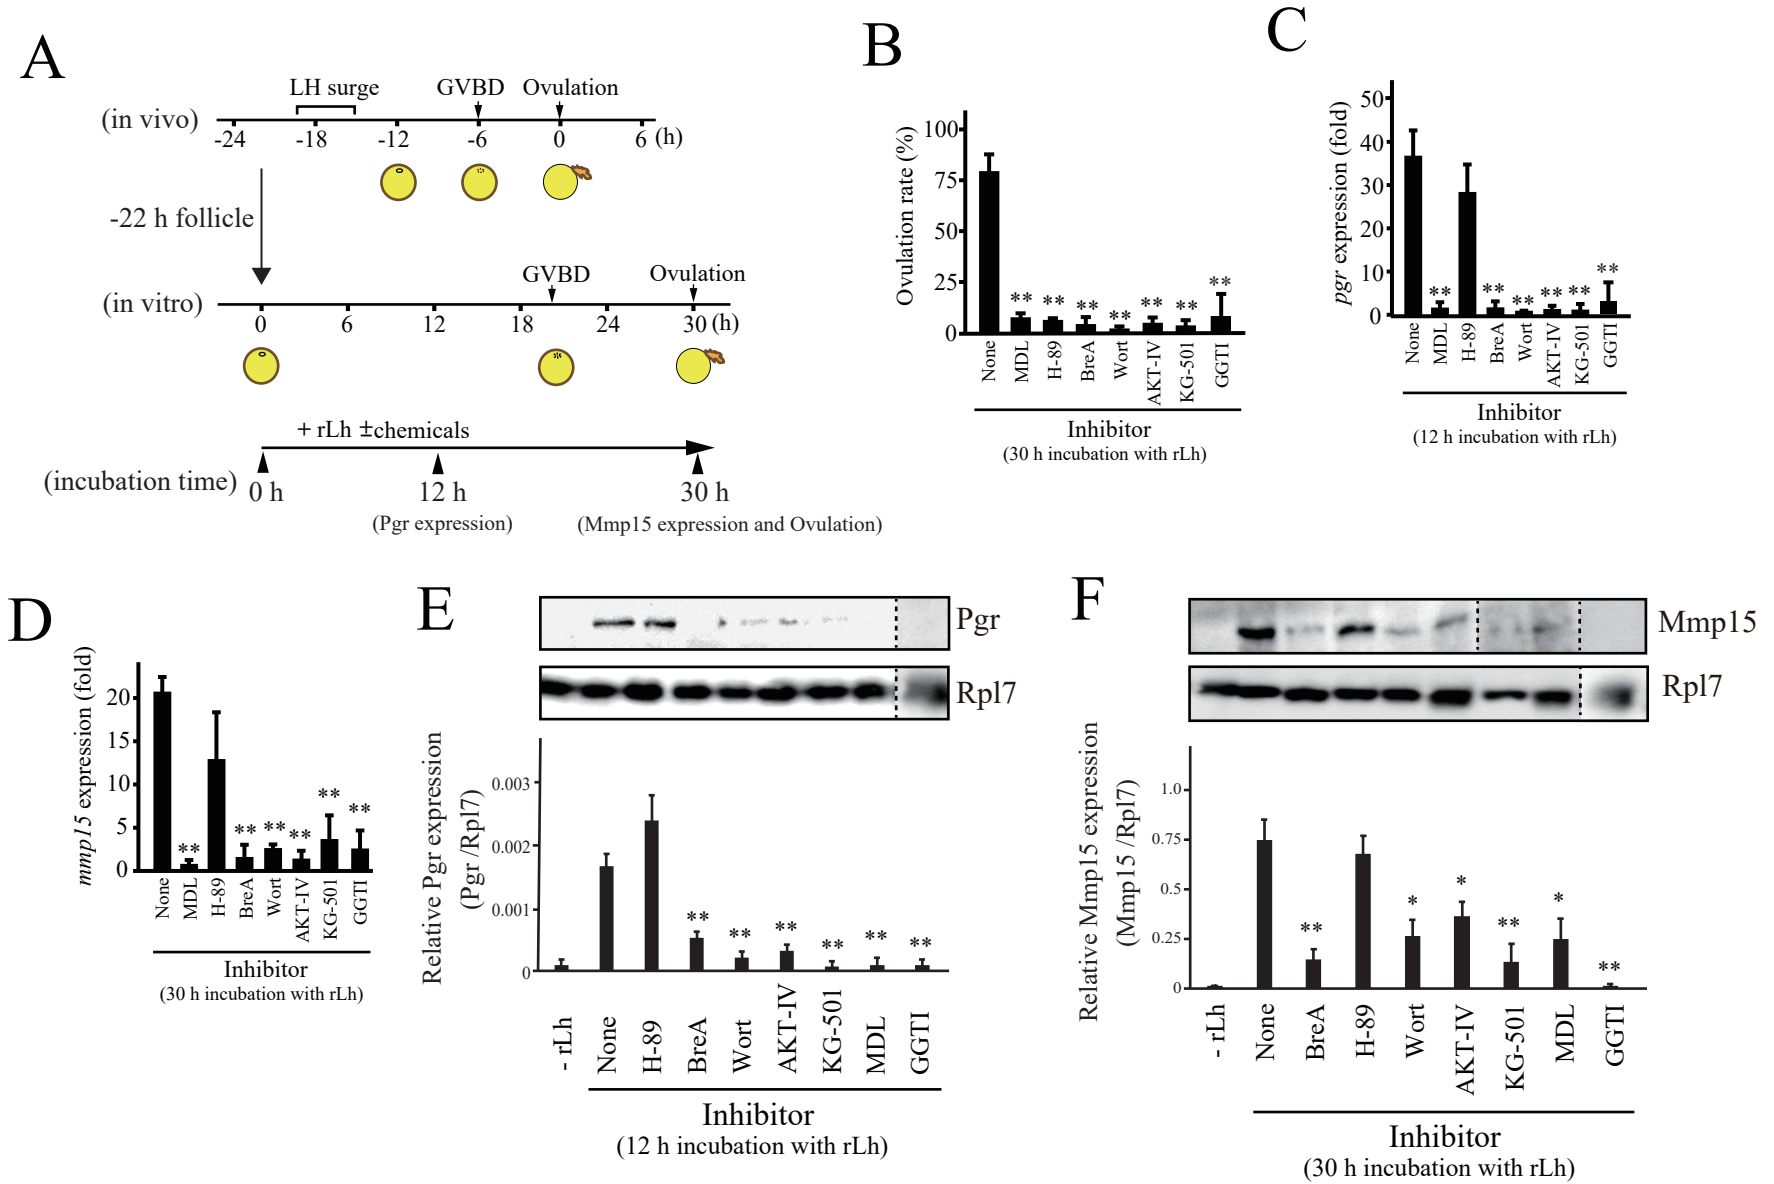 A
(in vivo)
LH surge
GVBD
Ovulation
-24
-18
-12
-6
0
6
(h)
-22 h follicle
(in vitro)
GVBD
Ovulation
0
6
12
18
24
30
(h)
+ rLh ±chemicals
(incubation time)
0 h
12 h
30 h
(Pgr expression)
(Mmp15 expression and Ovulation)
B
Ovulation rate (%)
100
75
50
25
0
**
**
**
**
**
**
**
None
MDL
H-89
BreA
Wort
AKT-IV
KG-501
GGTI
Inhibitor
(30 h incubation with rLh)
C
pgr expression (fold)
50
40
30
20
10
0
**
**
**
**
**
**
None
MDL
H-89
BreA
Wort
AKT-IV
KG-501
GGTI
Inhibitor
(12 h incubation with rLh)
D
mmp15 expression (fold)
20
15
10
5
0
**
**
**
**
**
**
None
MDL
H-89
BreA
Wort
AKT-IV
KG-501
GGTI
Inhibitor
(30 h incubation with rLh)
E
Pgr
Rpl7
Relative Pgr expression
(Pgr /Rpl7)
0.003
0.002
0.001
0
**
**
**
**
**
**
- rLh
None
H-89
BreA
Wort
AKT-IV
KG-501
MDL
GGTI
Inhibitor
(12 h incubation with rLh)
F
Mmp15
Rpl7
Relative Mmp15 expression
(Mmp15 /Rpl7)
1.0
0.75
0.5
0.25
0
**
*
*
**
*
**
- rLh
None
BreA
H-89
Wort
AKT-IV
KG-501
MDL
GGTI
Inhibitor
(30 h incubation with rLh)